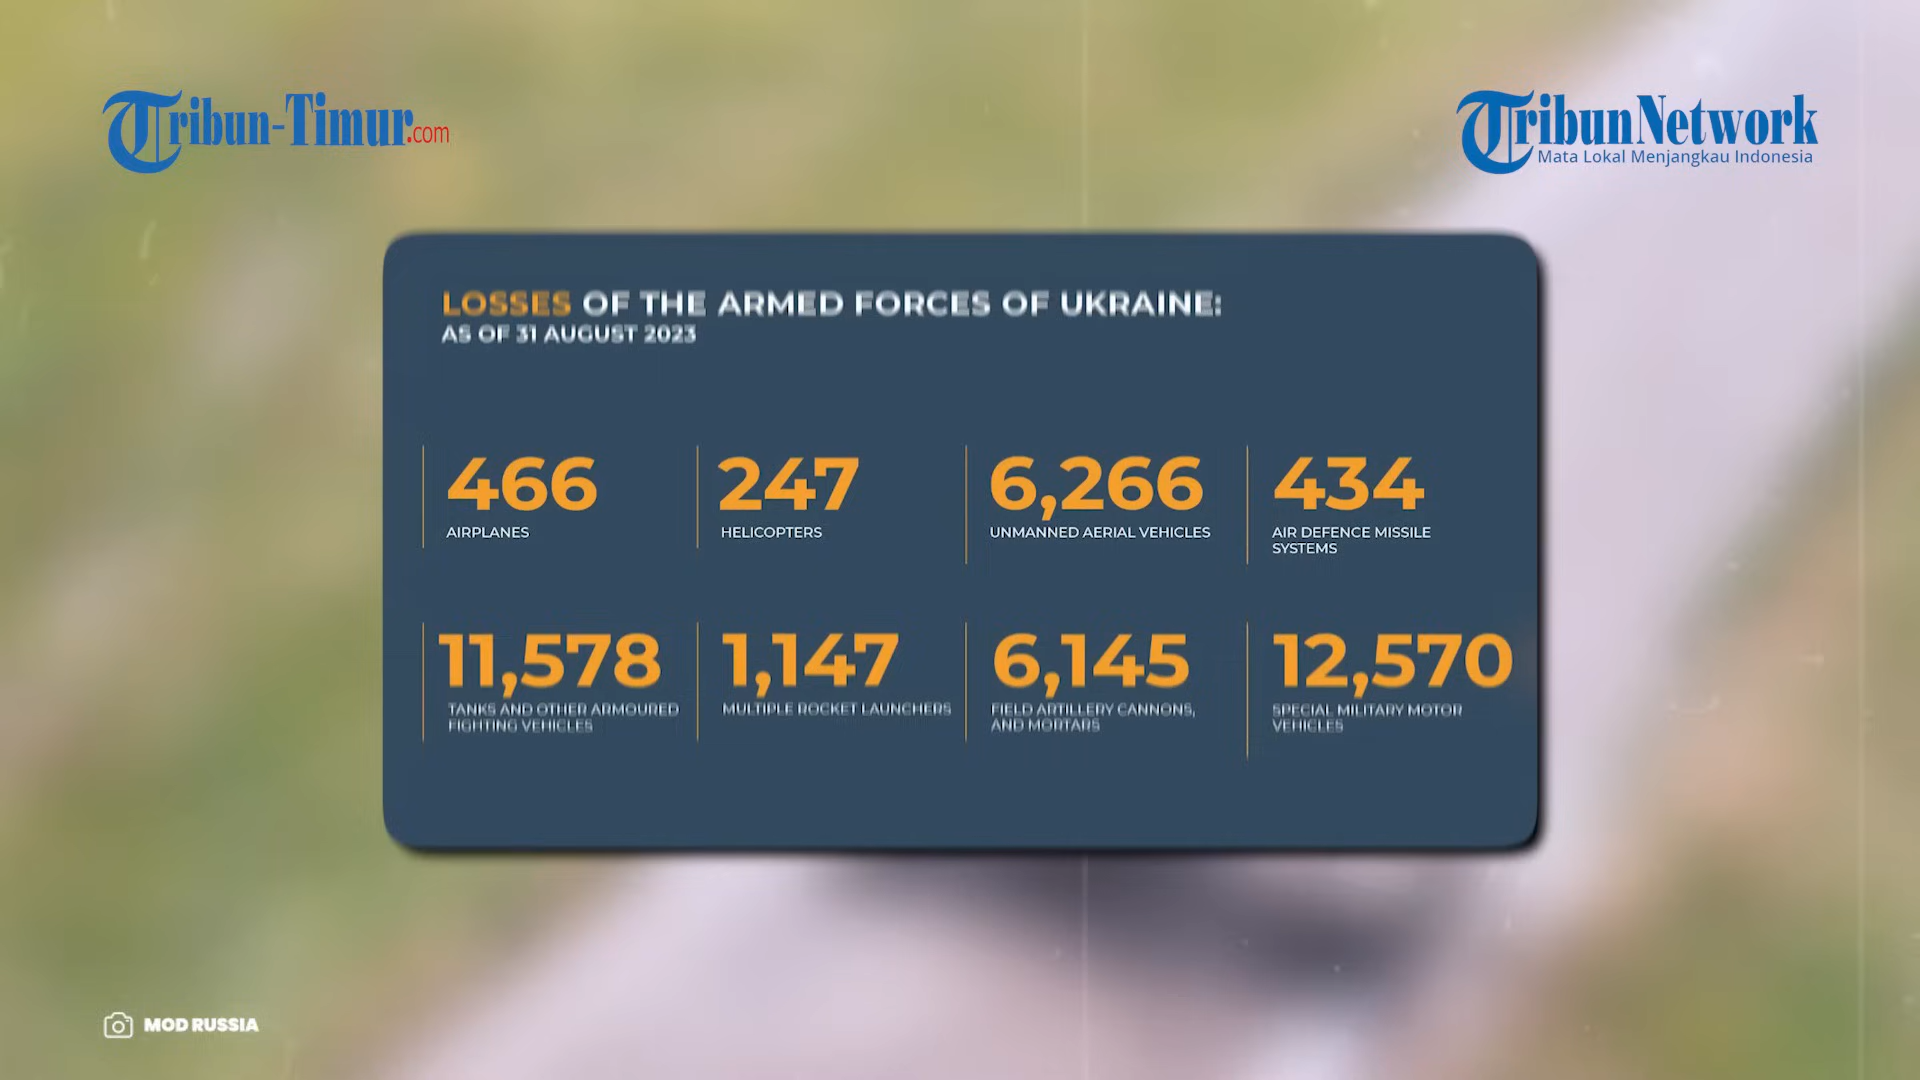 Tribun-Timur.com
TribunNetwork
Mata Lokal Menjangkau Indonesia
LOSSES OF THE ARMED FORCES OF UKRAINE:
AS OF 31 AUGUST 2023
466
AIRPLANES
247
HELICOPTERS
6,266
UNMANNED AERIAL VEHICLES
434
AIR DEFENCE MISSILE
SYSTEMS
11,578
TANKS AND OTHER ARMOURED
FIGHTING VEHICLES
1,147
MULTIPLE ROCKET LAUNCHERS
6,145
FIELD ARTILLERY CANNONS,
AND MORTARS
12,570
SPECIAL MILITARY MOTOR
VEHICLES
MOD RUSSIA